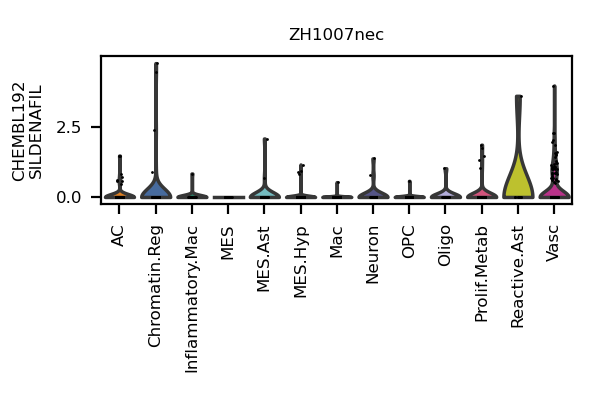 ZH1007nec
CHEMBL192
SILDENAFIL
2.5
0.0
AC
Chromatin.Reg
Inflammatory.Mac
MES
MES.Ast
MES.Hyp
Mac
Neuron
OPC
Oligo
Prolif.Metab
Reactive.Ast
Vasc